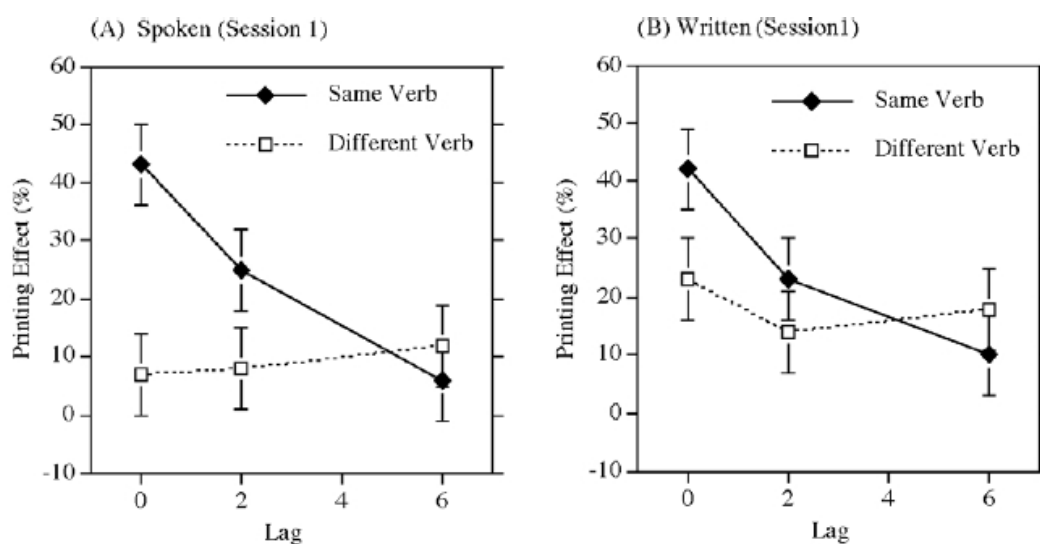 (A) Spoken (Session 1)
60
50
40
30
20
10
0
-10
Printing Effect (%)
Same Verb
Different Verb
0 2 4 6
Lag
(B) Written (Session1)
60
50
40
30
20
10
0
-10
Printing Effect (%)
Same Verb
Different Verb
0 2 4 6
Lag